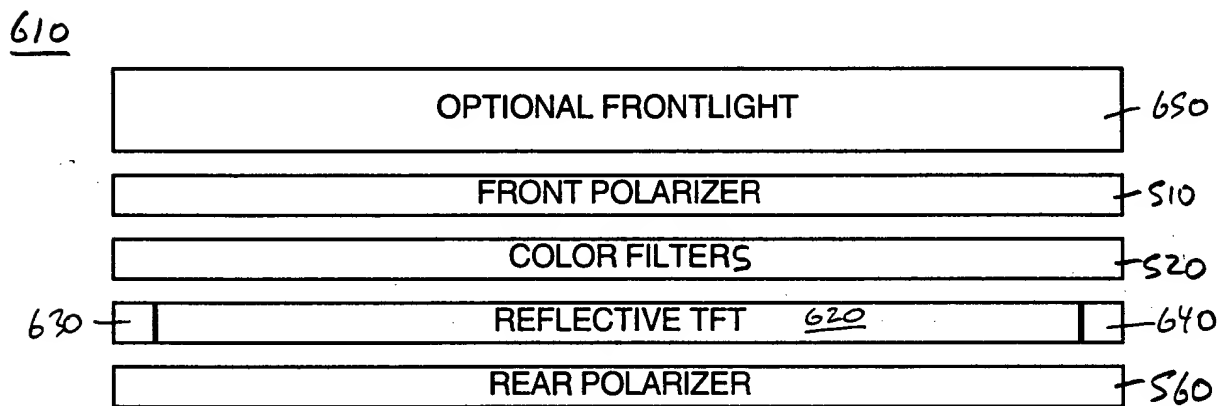 610
OPTIONAL FRONTLIGHT 650
FRONT POLARIZER 510
COLOR FILTERS 520
630 REFLECTIVE TFT 620 640
REAR POLARIZER 560